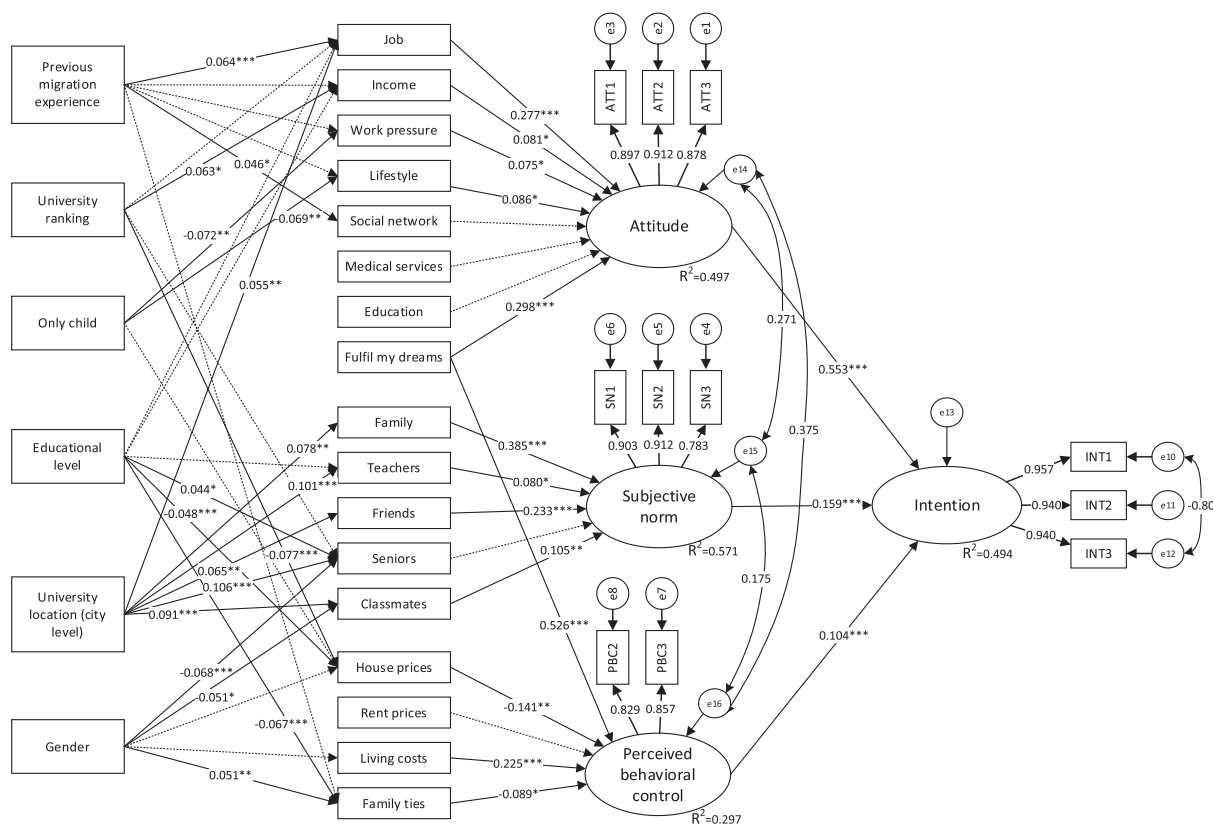 Previous
migration
experience
University
ranking
Only child
Educational
level
University
location (city
level)
Gender
0.064***
0.063*
0.046*
-0.072**
-0.069**
0.055**
0.078**
0.101***
0.044*
-0.048***
-0.077***
0.065**
0.106***
0.091***
-0.068***
-0.051*
-0.067***
0.051**
Job
Income
Work pressure
Lifestyle
Social network
Medical services
Education
Fulfil my dreams
Family
Teachers
Friends
Seniors
Classmates
House prices
Rent prices
Living costs
Family ties
0.277***
0.081*
0.075*
0.086*
0.298***
0.385***
0.080*
0.233***
0.105**
0.526***
-0.141**
0.225***
-0.089*
e3
e2
e1
ATT1
ATT2
ATT3
0.897
0.912
0.878
e14
Attitude
R²=0.497
e6
e5
e4
SN1
SN2
SN3
0.903
0.912
0.783
e15
Subjective
norm
R²=0.571
e8
e7
PBC2
PBC3
0.829
0.857
e16
Perceived
behavioral
control
R²=0.297
0.271
0.375
0.175
0.553***
0.159***
0.104***
e13
Intention
R²=0.494
0.957
0.940
0.940
INT1
INT2
INT3
e10
e11
e12
-0.80